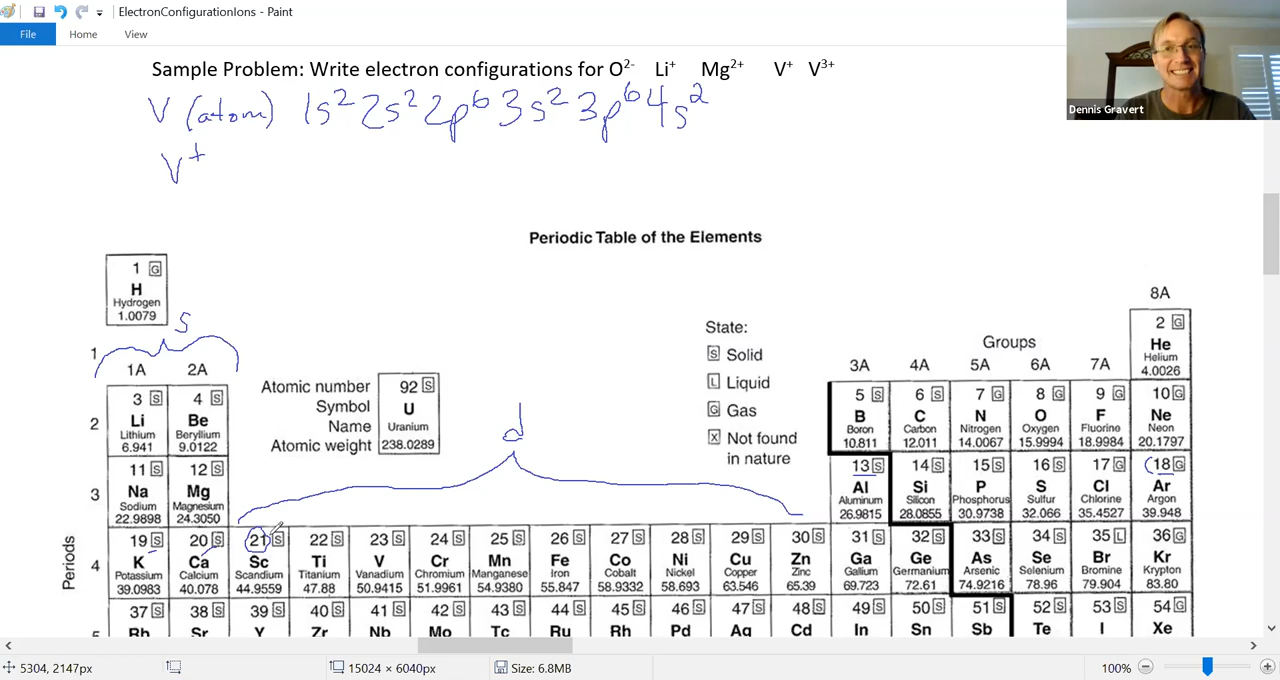 ElectronConfigurationIons - Paint
File Home View
Sample Problem: Write electron configurations for O²⁻ Li⁺ Mg²⁺ V⁺ V³⁺
V (atom) 1s² 2s² 2p⁶ 3s² 3p⁶ 4s²
V⁺
Dennis Gravert
Periodic Table of the Elements
1 G
H
Hydrogen
1.0079
s
8A
2 G
He
Helium
4.0026
1
1A 2A
Groups
3A 4A 5A 6A 7A
State:
S Solid
L Liquid
G Gas
X Not found
in nature
Atomic number 92 S
Symbol U
Name Uranium
Atomic weight 238.0289
d
2
3 S 4 S 5 S 6 S 7 G 8 G 9 G 10 G
Li Be B C N O F Ne
Lithium Beryllium Boron Carbon Nitrogen Oxygen Fluorine Neon
6.941 9.0122 10.811 12.011 14.0067 15.9994 18.9984 20.1797
3
11 S 12 S 13 S 14 S 15 S 16 S 17 G (18 G
Na Mg Al Si P S Cl Ar
Sodium Magnesium Aluminum Silicon Phosphorus Sulfur Chlorine Argon
22.9898 24.3050 26.9815 28.0855 30.9738 32.066 35.4527 39.948
Periods
4
19 S 20 S 21 S 22 S 23 S 24 S 25 S 26 S 27 S 28 S 29 S 30 S 31 S 32 S 33 S 34 S 35 L 36 G
K Ca Sc Ti V Cr Mn Fe Co Ni Cu Zn Ga Ge As Se Br Kr
Potassium Calcium Scandium Titanium Vanadium Chromium Manganese Iron Cobalt Nickel Copper Zinc Gallium Germanium Arsenic Selenium Bromine Krypton
39.0983 40.078 44.9559 47.88 50.9415 51.9961 54.9380 55.847 58.9332 58.693 63.546 65.39 69.723 72.61 74.9216 78.96 79.904 83.80
37 S 38 S 39 S 40 S 41 S 42 S 43 S 44 S 45 S 46 S 47 S 48 S 49 S 50 S 51 S 52 S 53 S 54 G
Rb Sr Y Zr Nb Mo Tc Ru Rh Pd Ag Cd In Sn Sb Te I Xe
5304, 2147px 15024 × 6040px Size: 6.8MB 100%